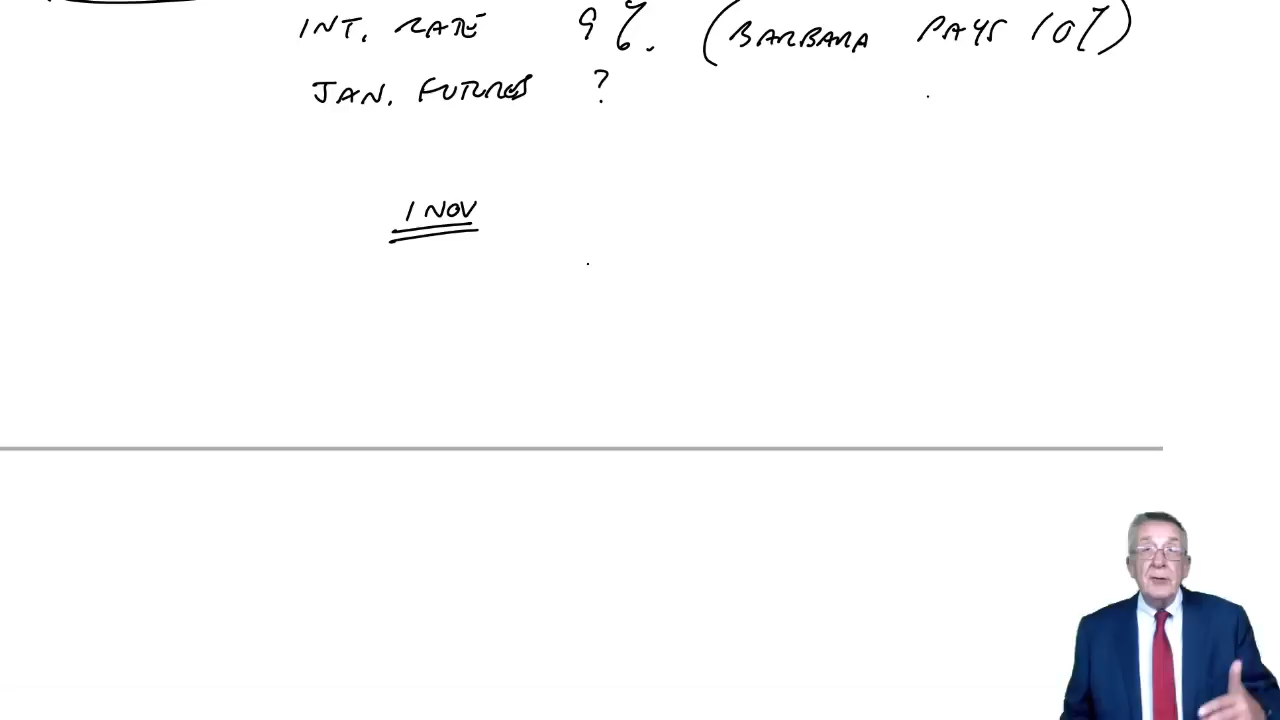 INT. RATE 9%. (BARBARA PAYS 10%)
JAN. FUTURES ?
1 NOV